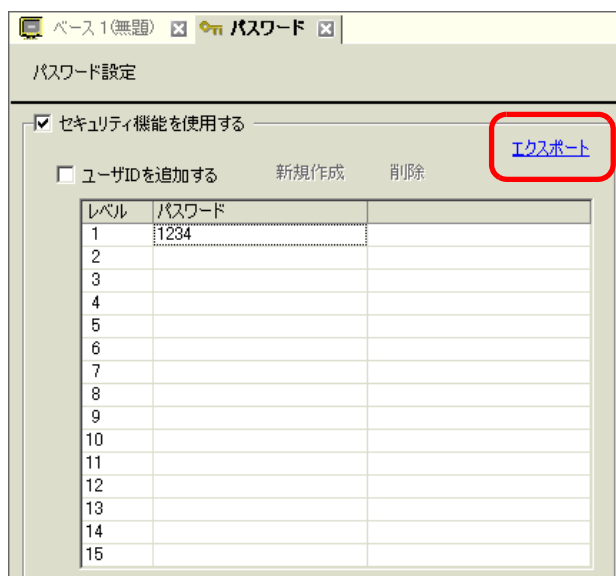 ベース 1(無題) パスワード
パスワード設定
セキュリティ機能を使用する
エクスポート
ユーザIDを追加する 新規作成 削除
レベル パスワード
1 1234
2
3
4
5
6
7
8
9
10
11
12
13
14
15